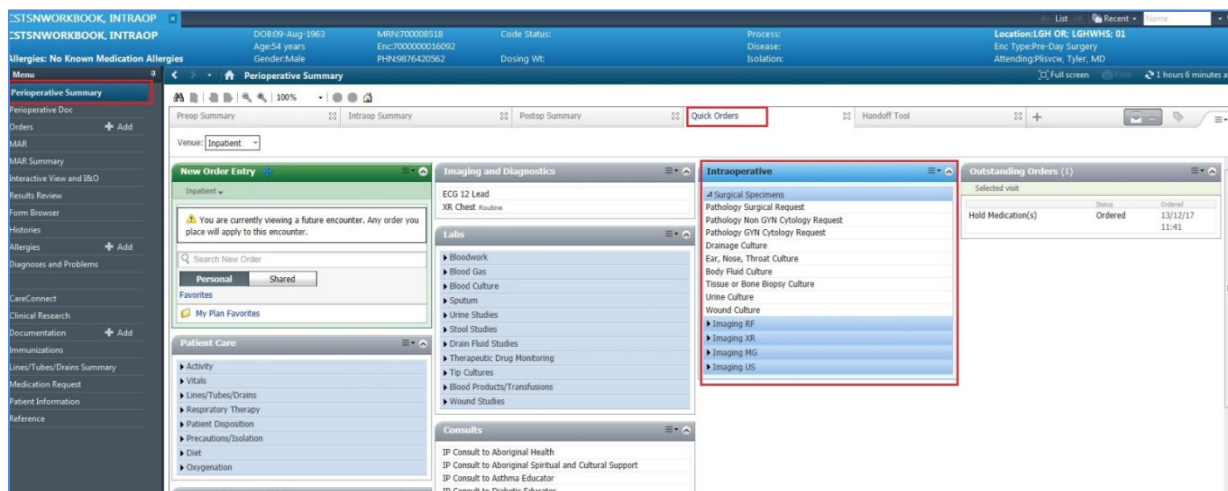 CSTSNWORKBOOK, INTRAOP
List Recent Name
CSTSNWORKBOOK, INTRAOP DOB:09-Aug-1963 MRN:700008518 Code Status: Process: Location:LGH OR; LGHWHS; 01
Age:54 years Enc:7000000016092 Disease: Enc Type:Pre-Day Surgery
Allergies: No Known Medication Allergies Gender:Male PHN:9876420562 Dosing Wt: Isolation: Attending:Plisvcw, Tyler, MD
Menu
Perioperative Summary
Full screen Print 1 hours 6 minutes a
Perioperative Summary
Perioperative Doc
Orders Add
MAR
MAR Summary
Interactive View and I&O
Results Review
Form Browser
Histories
Allergies Add
Diagnoses and Problems
CareConnect
Clinical Research
Documentation Add
Immunizations
Lines/Tubes/Drains Summary
Medication Request
Patient Information
Reference
100%
Preop Summary Intraop Summary Postop Summary Quick Orders Handoff Tool
Venue: Inpatient
New Order Entry
Inpatient
You are currently viewing a future encounter. Any order you
place will apply to this encounter.
Search New Order
Personal Shared
Favorites
My Plan Favorites
Patient Care
Activity
Vitals
Lines/Tubes/Drains
Respiratory Therapy
Patient Disposition
Precautions/Isolation
Diet
Oxygenation
Imaging and Diagnostics
ECG 12 Lead
XR Chest Routine
Labs
Bloodwork
Blood Gas
Blood Culture
Sputum
Urine Studies
Stool Studies
Drain Fluid Studies
Therapeutic Drug Monitoring
Tip Cultures
Blood Products/Transfusions
Wound Studies
Consults
IP Consult to Aboriginal Health
IP Consult to Aboriginal Spiritual and Cultural Support
IP Consult to Asthma Educator
IP Consult to Diabetic Educator
Intraoperative
Surgical Specimens
Pathology Surgical Request
Pathology Non GYN Cytology Request
Pathology GYN Cytology Request
Drainage Culture
Ear, Nose, Throat Culture
Body Fluid Culture
Tissue or Bone Biopsy Culture
Urine Culture
Wound Culture
Imaging RF
Imaging XR
Imaging MG
Imaging US
Outstanding Orders (1)
Selected visit
Status Ordered
Hold Medication(s) Ordered 13/12/17
11:41